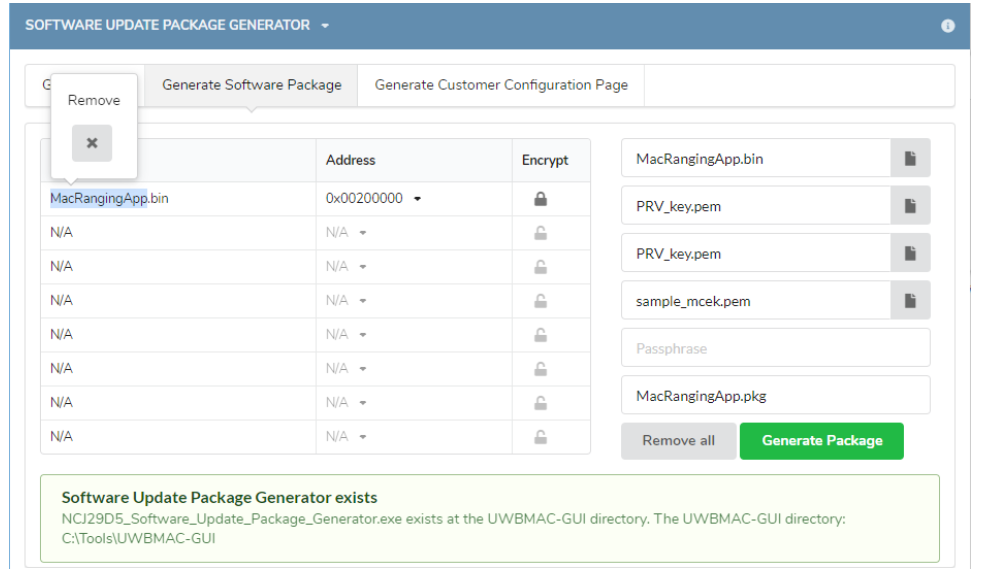 SOFTWARE UPDATE PACKAGE GENERATOR
G
Generate Software Package
Generate Customer Configuration Page
Remove
Address
Encrypt
MacRangingApp.bin
0x00200000
N/A
N/A
N/A
N/A
N/A
N/A
N/A
N/A
N/A
N/A
N/A
N/A
N/A
N/A
MacRangingApp.bin
PRV_key.pem
PRV_key.pem
sample_mcek.pem
Passphrase
MacRangingApp.pkg
Remove all
Generate Package
Software Update Package Generator exists
NCJ29D5_Software_Update_Package_Generator.exe exists at the UWBMAC-GUI directory. The UWBMAC-GUI directory:
C:\Tools\UWBMAC-GUI